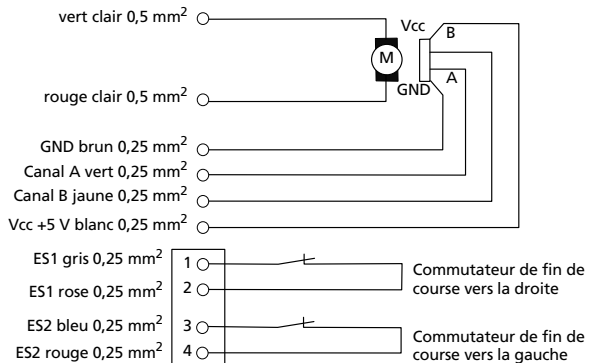 vert clair 0,5 mm²
Vcc
B
M
A
GND
rouge clair 0,5 mm²
GND brun 0,25 mm²
Canal A vert 0,25 mm²
Canal B jaune 0,25 mm²
Vcc +5 V blanc 0,25 mm²
ES1 gris 0,25 mm²
1
ES1 rose 0,25 mm²
2
Commutateur de fin de
course vers la droite
ES2 bleu 0,25 mm²
3
ES2 rouge 0,25 mm²
4
Commutateur de fin de
course vers la gauche